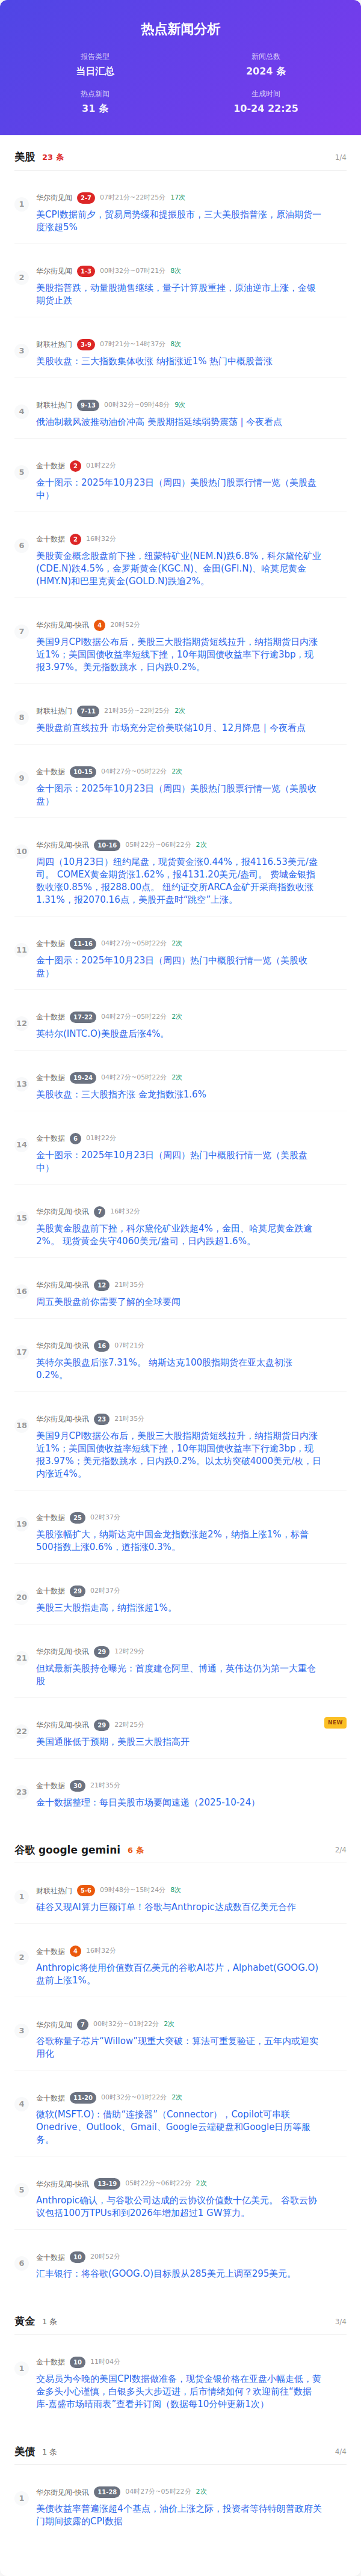 热点新闻分析
报告类型
当日汇总
新闻总数
2024 条
热点新闻
31 条
生成时间
10-24 22:25
美股 23 条 1/4
1
华尔街见闻 2-7 07时21分~22时25分 17次
美CPI数据前夕，贸易局势缓和提振股市，三大美股指普涨，原油期货一
度涨超5%
2
华尔街见闻 1-3 00时32分~07时21分 8次
美股指普跌，动量股抛售继续，量子计算股重挫，原油逆市上涨，金银
期货止跌
3
财联社热门 3-9 07时21分~14时37分 8次
美股收盘：三大指数集体收涨 纳指涨近1% 热门中概股普涨
4
财联社热门 9-13 00时32分~09时48分 9次
俄油制裁风波推动油价冲高 美股期指延续弱势震荡 | 今夜看点
5
金十数据 2 01时22分
金十图示：2025年10月23日（周四）美股热门股票行情一览（美股盘
中）
6
金十数据 2 16时32分
美股黄金概念股盘前下挫，纽蒙特矿业(NEM.N)跌6.8%，科尔黛伦矿业
(CDE.N)跌4.5%，金罗斯黄金(KGC.N)、金田(GFI.N)、哈莫尼黄金
(HMY.N)和巴里克黄金(GOLD.N)跌逾2%。
7
华尔街见闻-快讯 4 20时52分
美国9月CPI数据公布后，美股三大股指期货短线拉升，纳指期货日内涨
近1%；美国国债收益率短线下挫，10年期国债收益率下行逾3bp，现
报3.97%。美元指数跳水，日内跌0.2%。
8
财联社热门 7-11 21时35分~22时25分 2次
美股盘前直线拉升 市场充分定价美联储10月、12月降息 | 今夜看点
9
金十数据 10-15 04时27分~05时22分 2次
金十图示：2025年10月23日（周四）美股热门股票行情一览（美股收
盘）
10
华尔街见闻-快讯 10-16 05时22分~06时22分 2次
周四（10月23日）纽约尾盘，现货黄金涨0.44%，报4116.53美元/盎
司。 COMEX黄金期货涨1.62%，报4131.20美元/盎司。 费城金银指
数收涨0.85%，报288.00点。 纽约证交所ARCA金矿开采商指数收涨
1.31%，报2070.16点，美股开盘时“跳空”上涨。
11
金十数据 11-16 04时27分~05时22分 2次
金十图示：2025年10月23日（周四）热门中概股行情一览（美股收
盘）
12
金十数据 17-22 04时27分~05时22分 2次
英特尔(INTC.O)美股盘后涨4%。
13
金十数据 19-24 04时27分~05时22分 2次
美股收盘：三大股指齐涨 金龙指数涨1.6%
14
金十数据 6 01时22分
金十图示：2025年10月23日（周四）热门中概股行情一览（美股盘
中）
15
华尔街见闻-快讯 7 16时32分
美股黄金股盘前下挫，科尔黛伦矿业跌超4%，金田、哈莫尼黄金跌逾
2%。 现货黄金失守4060美元/盎司，日内跌超1.6%。
16
华尔街见闻-快讯 12 21时35分
周五美股盘前你需要了解的全球要闻
17
华尔街见闻-快讯 16 07时21分
英特尔美股盘后涨7.31%。 纳斯达克100股指期货在亚太盘初涨
0.2%。
18
华尔街见闻-快讯 23 21时35分
美国9月CPI数据公布后，美股三大股指期货短线拉升，纳指期货日内涨
近1%；美国国债收益率短线下挫，10年期国债收益率下行逾3bp，现
报3.97%；美元指数跳水，日内跌0.2%。以太坊突破4000美元/枚，日
内涨近4%。
19
金十数据 25 02时37分
美股涨幅扩大，纳斯达克中国金龙指数涨超2%，纳指上涨1%，标普
500指数上涨0.6%，道指涨0.3%。
20
金十数据 29 02时37分
美股三大股指走高，纳指涨超1%。
21
华尔街见闻-快讯 29 12时29分
但斌最新美股持仓曝光：首度建仓阿里、博通，英伟达仍为第一大重仓
股
22
华尔街见闻-快讯 29 22时25分 NEW
美国通胀低于预期，美股三大股指高开
23
金十数据 30 21时35分
金十数据整理：每日美股市场要闻速递（2025-10-24）
谷歌 google gemini 6 条 2/4
1
财联社热门 5-6 09时48分~15时24分 8次
硅谷又现AI算力巨额订单！谷歌与Anthropic达成数百亿美元合作
2
金十数据 4 16时32分
Anthropic将使用价值数百亿美元的谷歌AI芯片，Alphabet(GOOG.O)
盘前上涨1%。
3
华尔街见闻 7 00时32分~01时22分 2次
谷歌称量子芯片“Willow”现重大突破：算法可重复验证，五年内或迎实
用化
4
金十数据 11-20 00时32分~01时22分 2次
微软(MSFT.O)：借助“连接器”（Connector），Copilot可串联
Onedrive、Outlook、Gmail、Google云端硬盘和Google日历等服
务。
5
华尔街见闻-快讯 13-19 05时22分~06时22分 2次
Anthropic确认，与谷歌公司达成的云协议价值数十亿美元。 谷歌云协
议包括100万TPUs和到2026年增加超过1 GW算力。
6
金十数据 10 20时52分
汇丰银行：将谷歌(GOOG.O)目标股从285美元上调至295美元。
黄金 1 条 3/4
1
金十数据 10 11时04分
交易员为今晚的美国CPI数据做准备，现货金银价格在亚盘小幅走低，黄
金多头小心谨慎，白银多头大步迈进，后市情绪如何？欢迎前往“数据
库-嘉盛市场晴雨表”查看并订阅（数据每10分钟更新1次）
美债 1 条 4/4
1
华尔街见闻-快讯 11-28 04时27分~05时22分 2次
美债收益率普遍涨超4个基点，油价上涨之际，投资者等待特朗普政府关
门期间披露的CPI数据